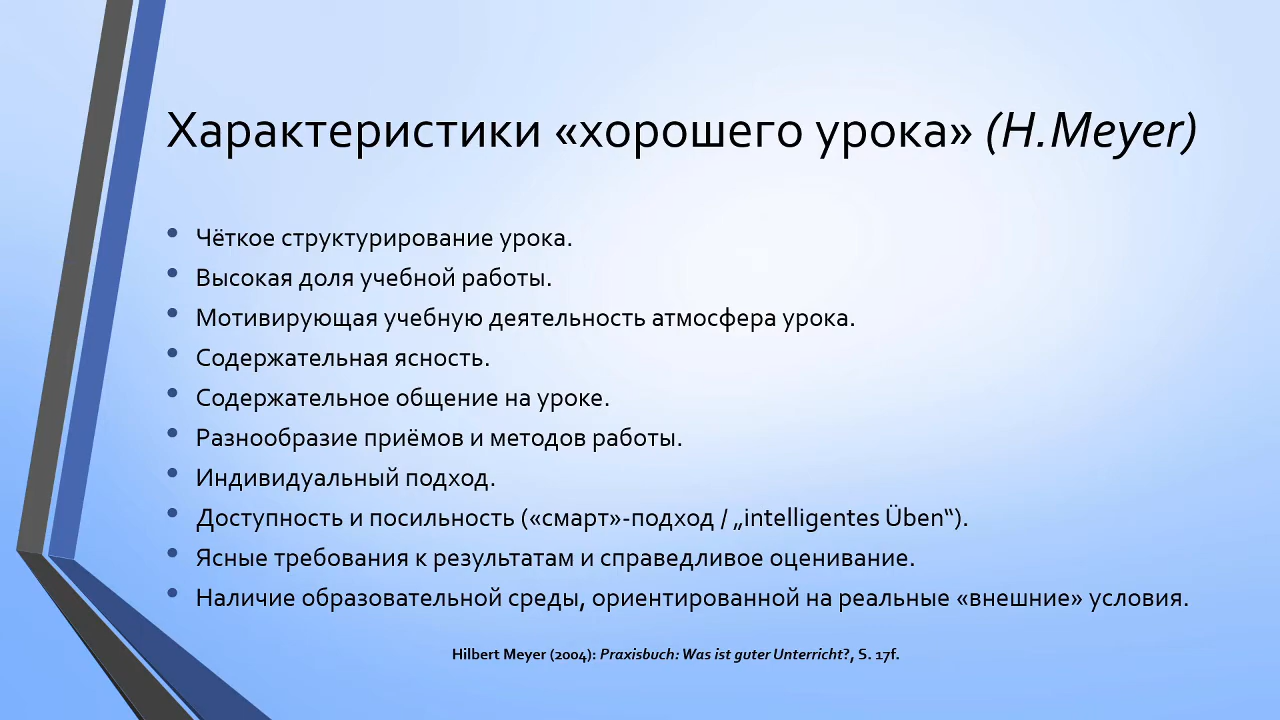 Характеристики «хорошего урока» (H.Meyer)
• Чёткое структурирование урока.
• Высокая доля учебной работы.
• Мотивирующая учебную деятельность атмосфера урока.
• Содержательная ясность.
• Содержательное общение на уроке.
• Разнообразие приёмов и методов работы.
• Индивидуальный подход.
• Доступность и посильность («смарт»-подход / „intelligentes Üben“).
• Ясные требования к результатам и справедливое оценивание.
• Наличие образовательной среды, ориентированной на реальные «внешние» условия.
Hilbert Meyer (2004): Praxisbuch: Was ist guter Unterricht?, S. 17f.